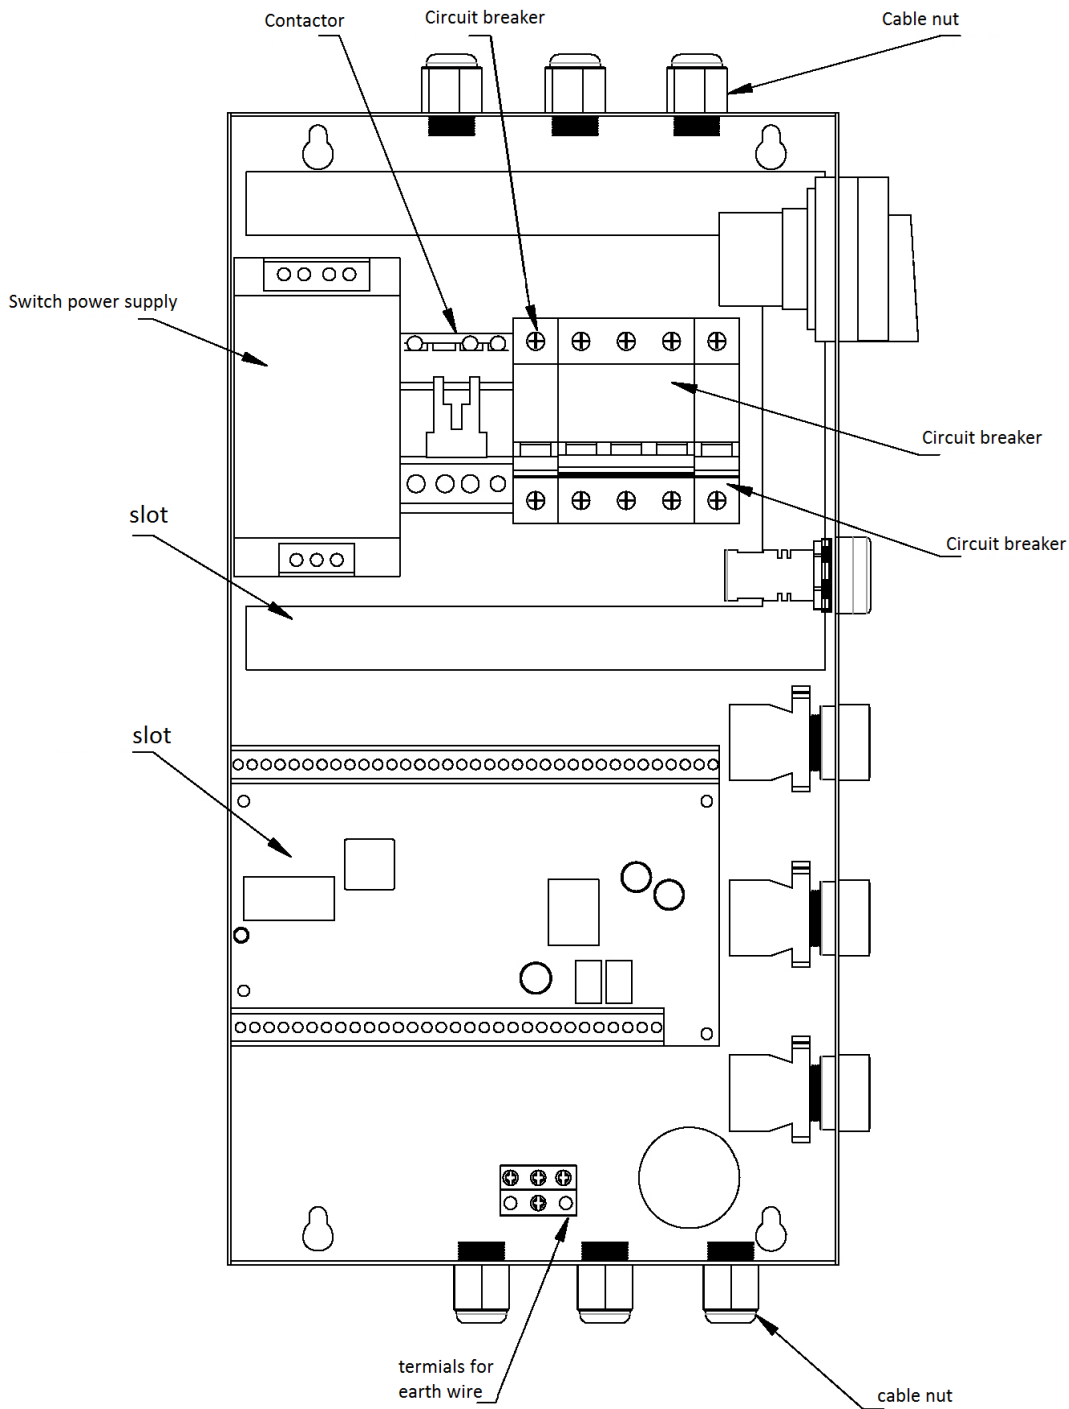 Contactor
Circuit breaker
Cable nut
Switch power supply
Circuit breaker
slot
Circuit breaker
slot
termials for
earth wire
cable nut